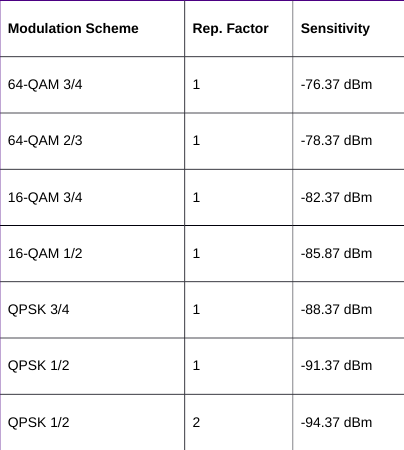 Modulation Scheme Rep. Factor Sensitivity
64-QAM 3/4 1 -76.37 dBm
64-QAM 2/3 1 -78.37 dBm
16-QAM 3/4 1 -82.37 dBm
16-QAM 1/2 1 -85.87 dBm
QPSK 3/4 1 -88.37 dBm
QPSK 1/2 1 -91.37 dBm
QPSK 1/2 2 -94.37 dBm